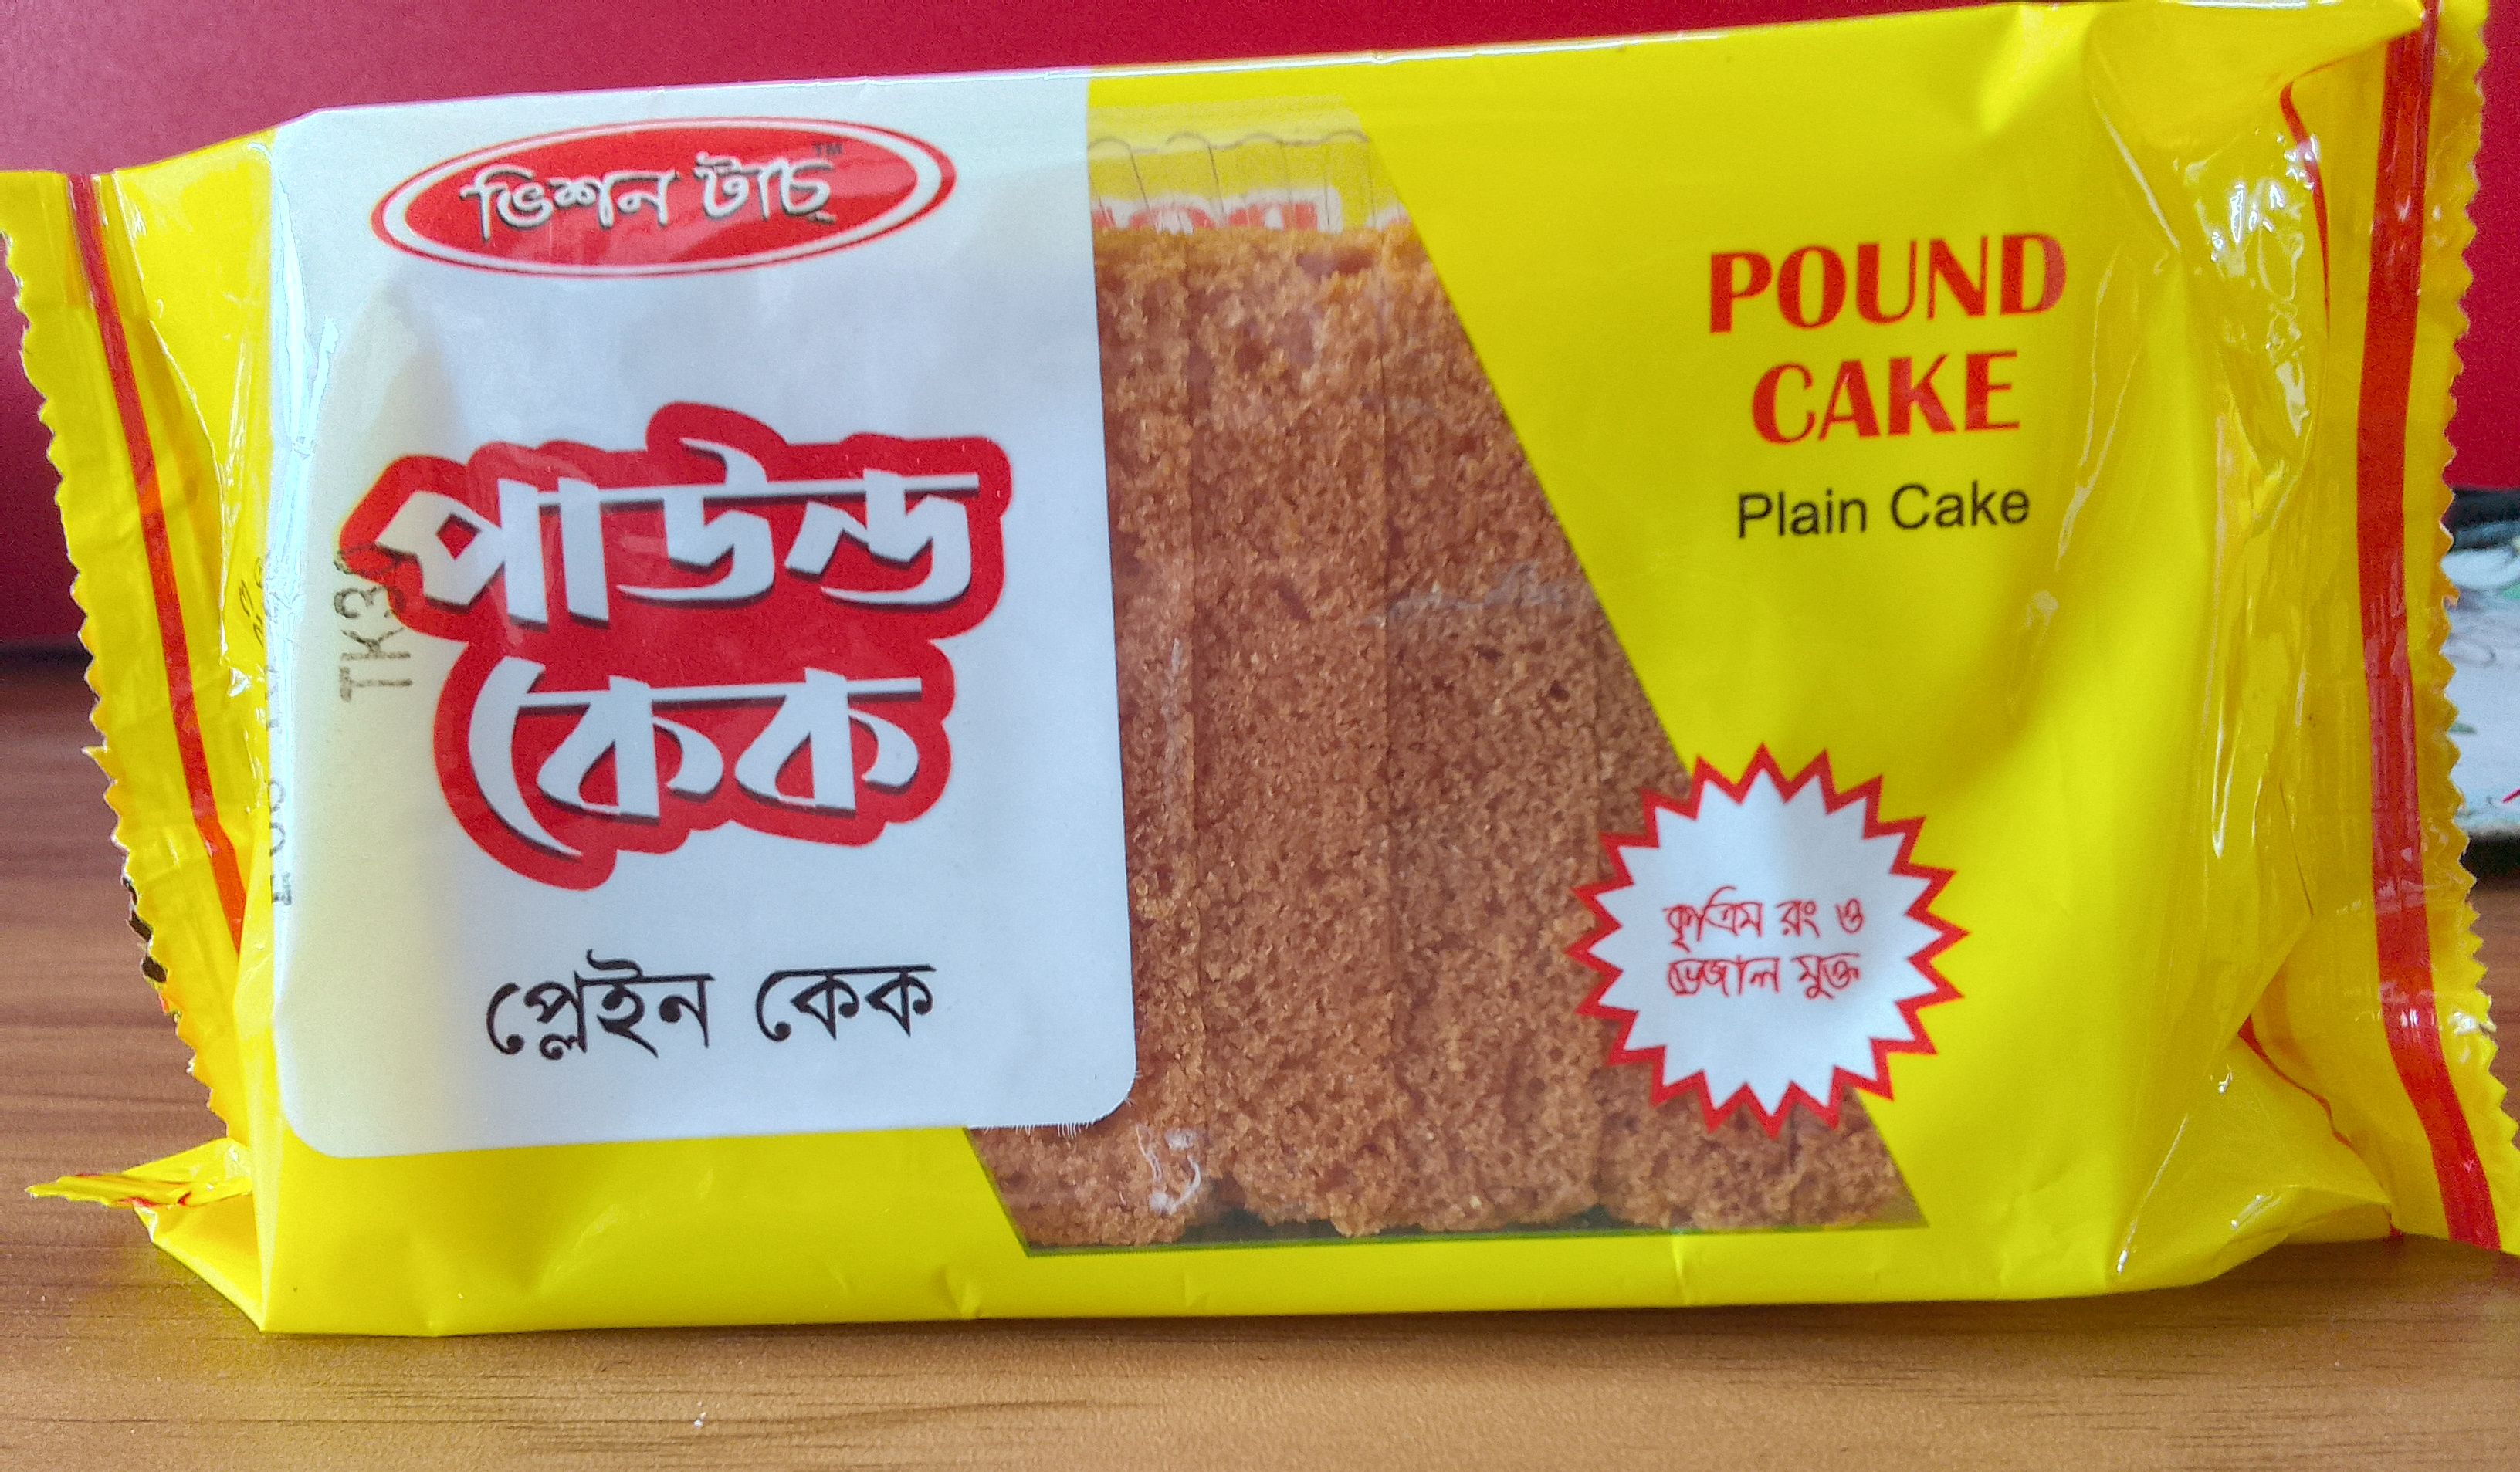 ভিশন টাচ্ ™
পাউন্ড
কেক
প্লেইন কেক
POUND
CAKE
Plain Cake
কৃত্রিম রং ও
ভেজাল মুক্ত